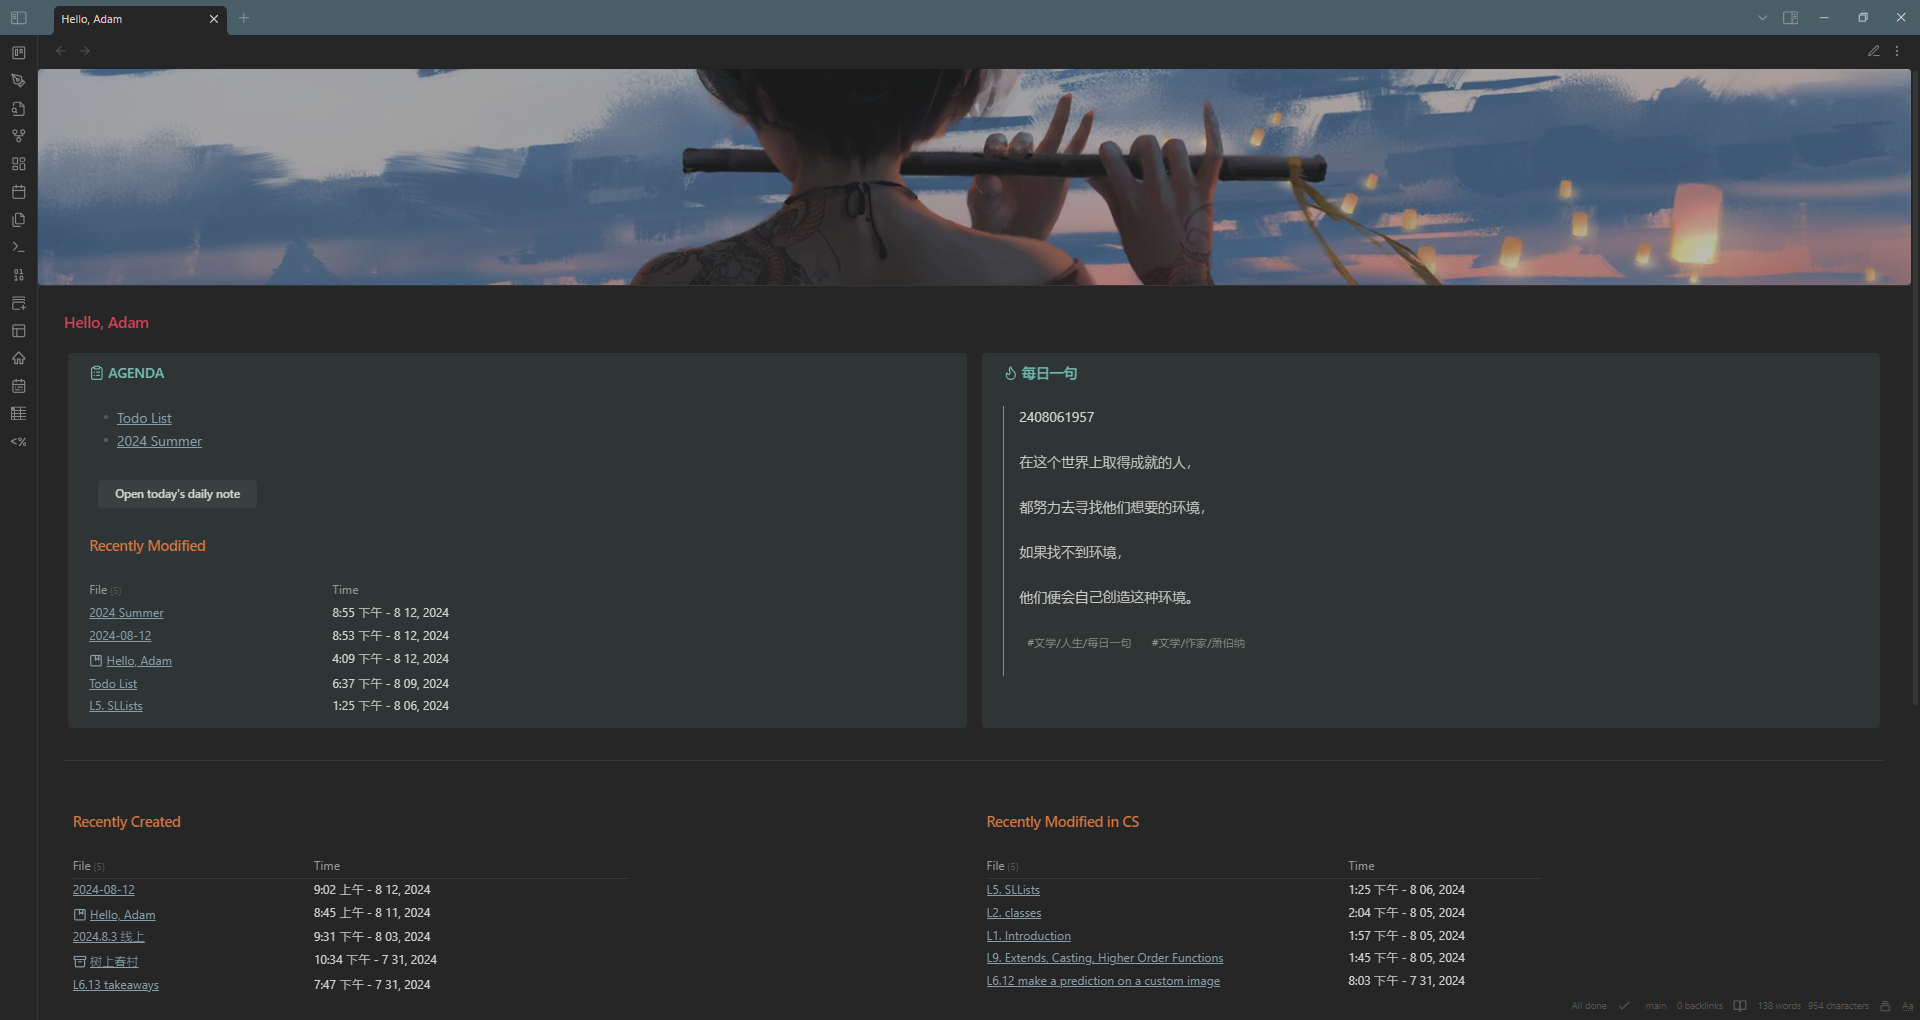 Hello, Adam
Hello, Adam
AGENDA
Todo List
2024 Summer
Open today's daily note
Recently Modified
File (5) Time
2024 Summer 8:55 下午 - 8 12, 2024
2024-08-12 8:53 下午 - 8 12, 2024
Hello, Adam 4:09 下午 - 8 12, 2024
Todo List 6:37 下午 - 8 09, 2024
L5. SLLists 1:25 下午 - 8 06, 2024
每日一句
2408061957
在这个世界上取得成就的人，
都努力去寻找他们想要的环境，
如果找不到环境，
他们便会自己创造这种环境。
#文学/人生/每日一句 #文学/作家/萧伯纳
Recently Created
File (5) Time
2024-08-12 9:02 上午 - 8 12, 2024
Hello, Adam 8:45 上午 - 8 11, 2024
2024.8.3 线上 9:31 下午 - 8 03, 2024
树上春村 10:34 下午 - 7 31, 2024
L6.13 takeaways 7:47 下午 - 7 31, 2024
Recently Modified in CS
File (5) Time
L5. SLLists 1:25 下午 - 8 06, 2024
L2. classes 2:04 下午 - 8 05, 2024
L1. Introduction 1:57 下午 - 8 05, 2024
L9. Extends, Casting, Higher Order Functions 1:45 下午 - 8 05, 2024
L6.12 make a prediction on a custom image 8:03 下午 - 7 31, 2024
All done main 0 backlinks 138 words 954 characters Aa